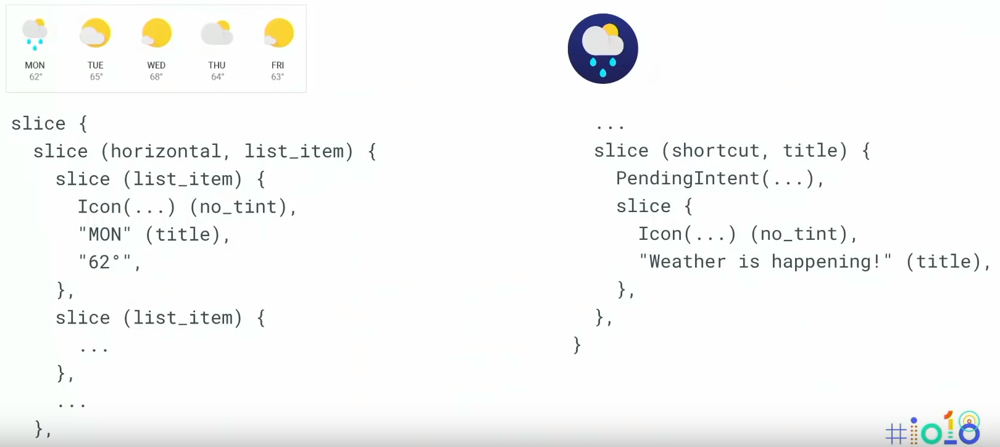 MON TUE WED THU FRI
62° 65° 68° 64° 63°
slice {
slice (horizontal, list_item) {
slice (list_item) {
Icon(...) (no_tint),
"MON" (title),
"62°",
},
slice (list_item) {
...
},
...
},
...
slice (shortcut, title) {
PendingIntent(...),
slice {
Icon(...) (no_tint),
"Weather is happening!" (title),
},
},
}
#io18